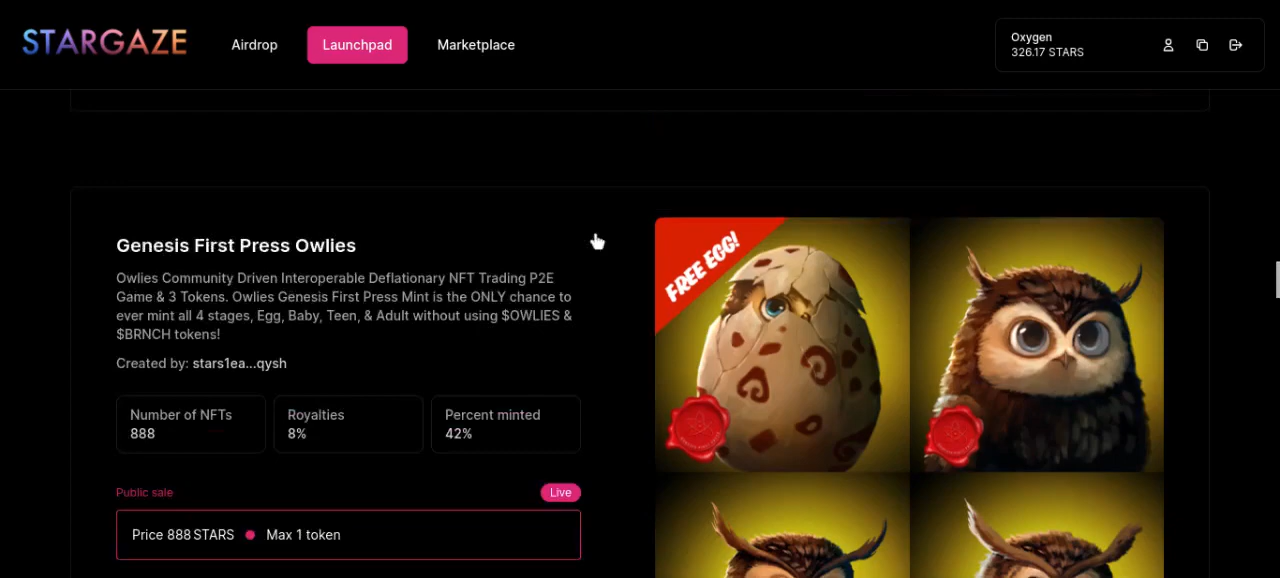 STARGAZE
Airdrop
Launchpad
Marketplace
Oxygen
326.17 STARS
Genesis First Press Owlies
Owlies Community Driven Interoperable Deflationary NFT Trading P2E
Game & 3 Tokens. Owlies Genesis First Press Mint is the ONLY chance to
ever mint all 4 stages, Egg, Baby, Teen, & Adult without using $OWLIES &
$BRNCH tokens!
Created by: stars1ea...qysh
Number of NFTs
888
Royalties
8%
Percent minted
42%
Public sale
Live
Price 888 STARS
Max 1 token
FREE EGG!